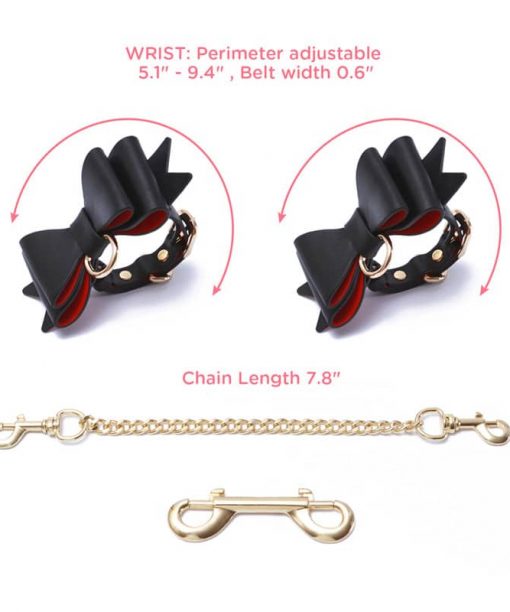 WRIST: Perimeter adjustable
5.1" - 9.4" , Belt width 0.6"
Chain Length 7.8"